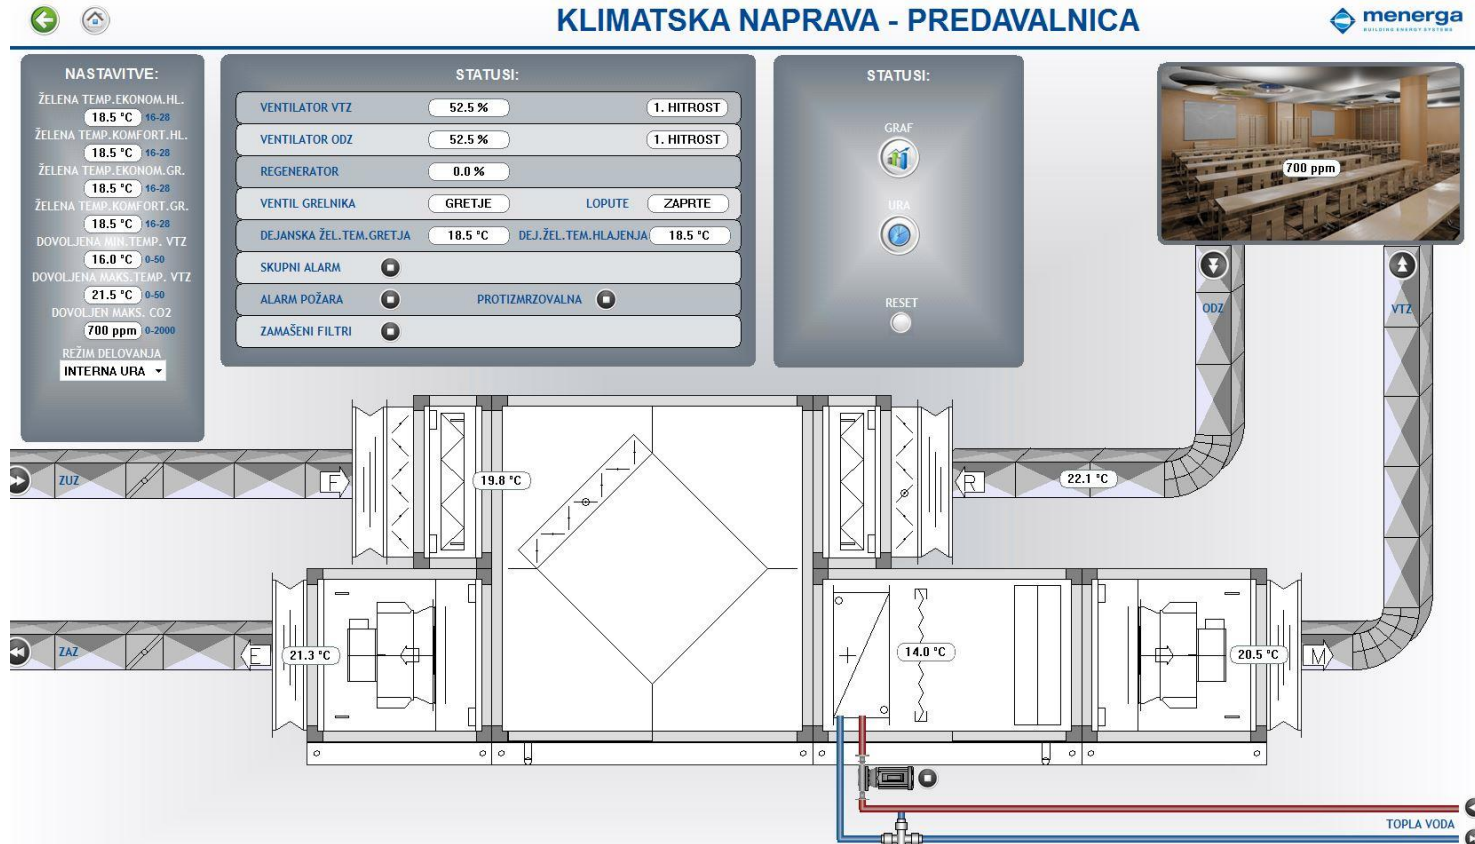 KLIMATSKA NAPRAVA - PREDAVALNICA
menerga
BUILDING ENERGY SYSTEMS
NASTAVITVE:
ŽELENA TEMP.EKONOM.HL.
18.5 °C 16-28
ŽELENA TEMP.KOMFORT.HL.
18.5 °C 16-28
ŽELENA TEMP.EKONOM.GR.
18.5 °C 16-28
ŽELENA TEMP.KOMFORT.GR.
18.5 °C 16-28
DOVOLJENA MIN.TEMP. VTZ
16.0 °C 0-50
DOVOLJENA MAKS.TEMP. VTZ
21.5 °C 0-50
DOVOLJEN MAKS. CO2
700 ppm 0-2000
REŽIM DELOVANJA
INTERNA URA
STATUSI:
VENTILATOR VTZ 52.5 % 1. HITROST
VENTILATOR ODZ 52.5 % 1. HITROST
REGENERATOR 0.0 %
VENTIL GRELNIKA GRETJE LOPUTE ZAPRTE
DEJANSKA ŽEL.TEM.GRETJA 18.5 °C DEJ.ŽEL.TEM.HLAJENJA 18.5 °C
SKUPNI ALARM
ALARM POŽARA PROTIZMRZOVALNA
ZAMAŠENI FILTRI
STATUSI:
GRAF
URA
RESET
700 ppm
ODZ
VTZ
ZUZ
F
19.8 °C
R
22.1 °C
ZAZ
E
21.3 °C
14.0 °C
20.5 °C
M
TOPLA VODA